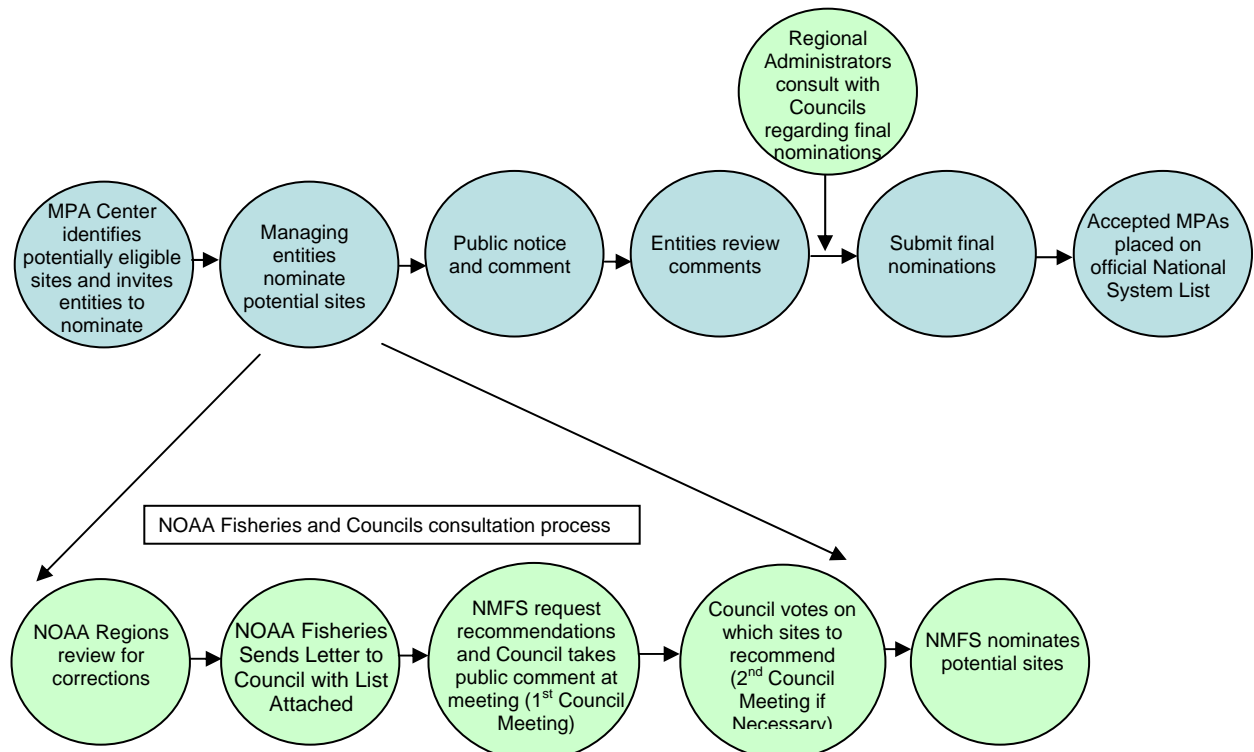 Regional
Administrators
consult with
Councils
regarding final
nominations
MPA Center
identifies
potentially eligible
sites and invites
entities to
nominate
Managing
entities
nominate
potential sites
Public notice
and comment
Entities review
comments
Submit final
nominations
Accepted MPAs
placed on
official National
System List
NOAA Fisheries and Councils consultation process
NOAA Regions
review for
corrections
NOAA Fisheries
Sends Letter to
Council with List
Attached
NMFS request
recommendations
and Council takes
public comment at
meeting (1st Council
Meeting)
Council votes on
which sites to
recommend
(2nd Council
Meeting if
Necessary)
NMFS nominates
potential sites